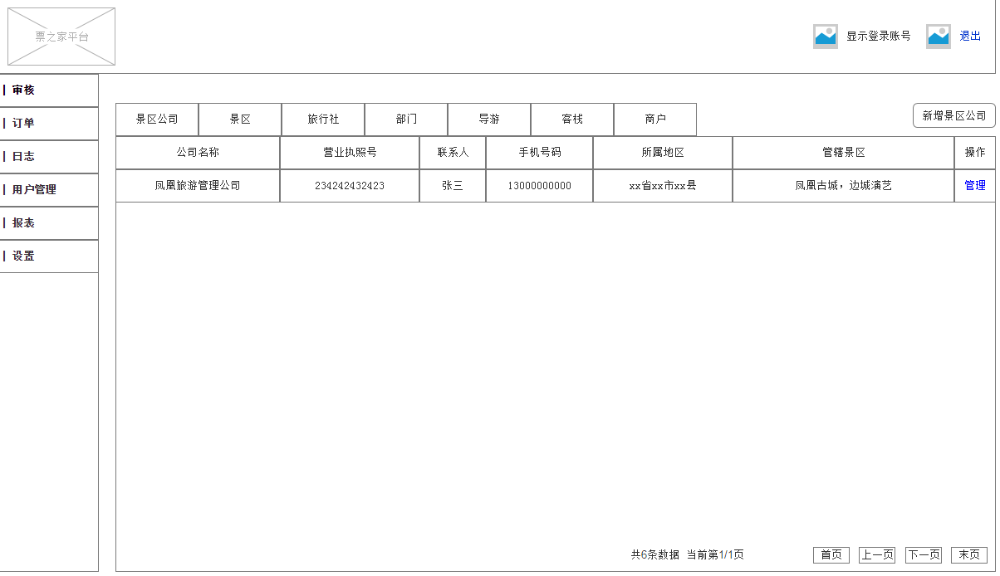 票之家平台
显示登录账号 退出
审核
订单
日志
用户管理
报表
设置
景区公司 景区 旅行社 部门 导游 客栈 商户
新增景区公司
公司名称 营业执照号 联系人 手机号码 所属地区 管辖景区 操作
凤凰旅游管理公司 234242432423 张三 13000000000 xx省xx市xx县 凤凰古城，边城演艺 管理
共6条数据 当前第1/1页 首页 上一页 下一页 末页